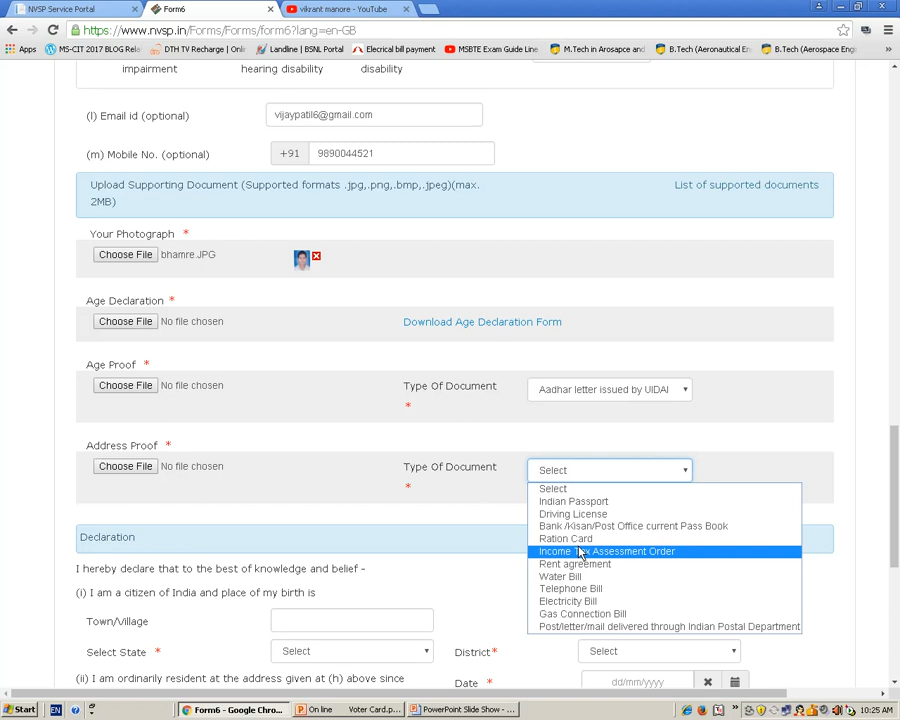 NVSP Service Portal
Form6
vikrant manore - YouTube
https://www.nvsp.in/Forms/Forms/form6?lang=en-GB
Apps
MS-CIT 2017 BLOG Rela
DTH TV Recharge | Onli
Landline | BSNL Portal
Elecrical bill payment
MSBTE Exam Guide Line
M.Tech in Arosapce and
B.Tech (Aeronautical En
B.Tech (Aerospace Engi
impairment
hearing disability
disability
(l) Email id (optional)
vijaypatil6@gmail.com
(m) Mobile No. (optional)
+91
9890044521
Upload Supporting Document (Supported formats .jpg,.png,.bmp,.jpeg)(max.
2MB)
List of supported documents
Your Photograph *
Choose File bhamre.JPG
Age Declaration *
Choose File No file chosen
Download Age Declaration Form
Age Proof *
Choose File No file chosen
Type Of Document
*
Aadhar letter issued by UIDAI
Address Proof *
Choose File No file chosen
Type Of Document
*
Select
Select
Indian Passport
Driving License
Bank /Kisan/Post Office current Pass Book
Ration Card
Income Tax Assessment Order
Rent agreement
Water Bill
Telephone Bill
Electricity Bill
Gas Connection Bill
Post/letter/mail delivered through Indian Postal Department
Declaration
I hereby declare that to the best of knowledge and belief -
(i) I am a citizen of India and place of my birth is
Town/Village
Select State *
Select
District*
Select
(ii) I am ordinarily resident at the address given at (h) above since
Date *
dd/mm/yyyy
Start
EN
Form6 - Google Chro...
On line Voter Card.p...
PowerPoint Slide Show - ...
10:25 AM